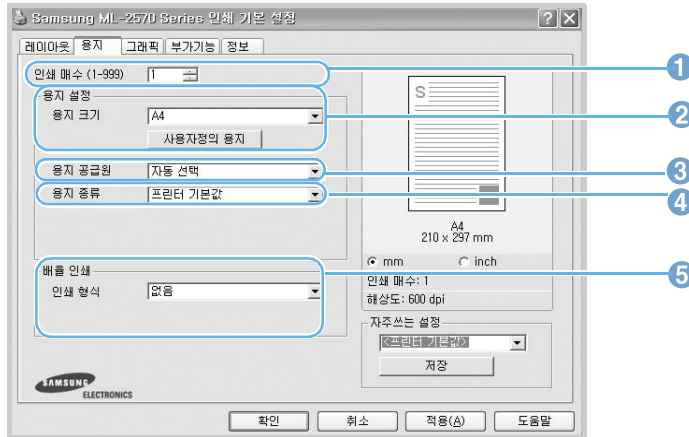 Samsung ML-2570 Series 인쇄 기본 설정
레이아웃 용지 그래픽 부가기능 정보
인쇄 매수 (1-999) 1
용지 설정
용지 크기 A4
사용자정의 용지
용지 공급원 자동 선택
용지 종류 프린터 기본값
배율 인쇄
인쇄 형식 없음
SAMSUNG
ELECTRONICS
S
A4
210 x 297 mm
mm inch
인쇄 매수: 1
해상도: 600 dpi
자주쓰는 설정
<프린터 기본값>
저장
확인 취소 적용(A) 도움말
1
2
3
4
5